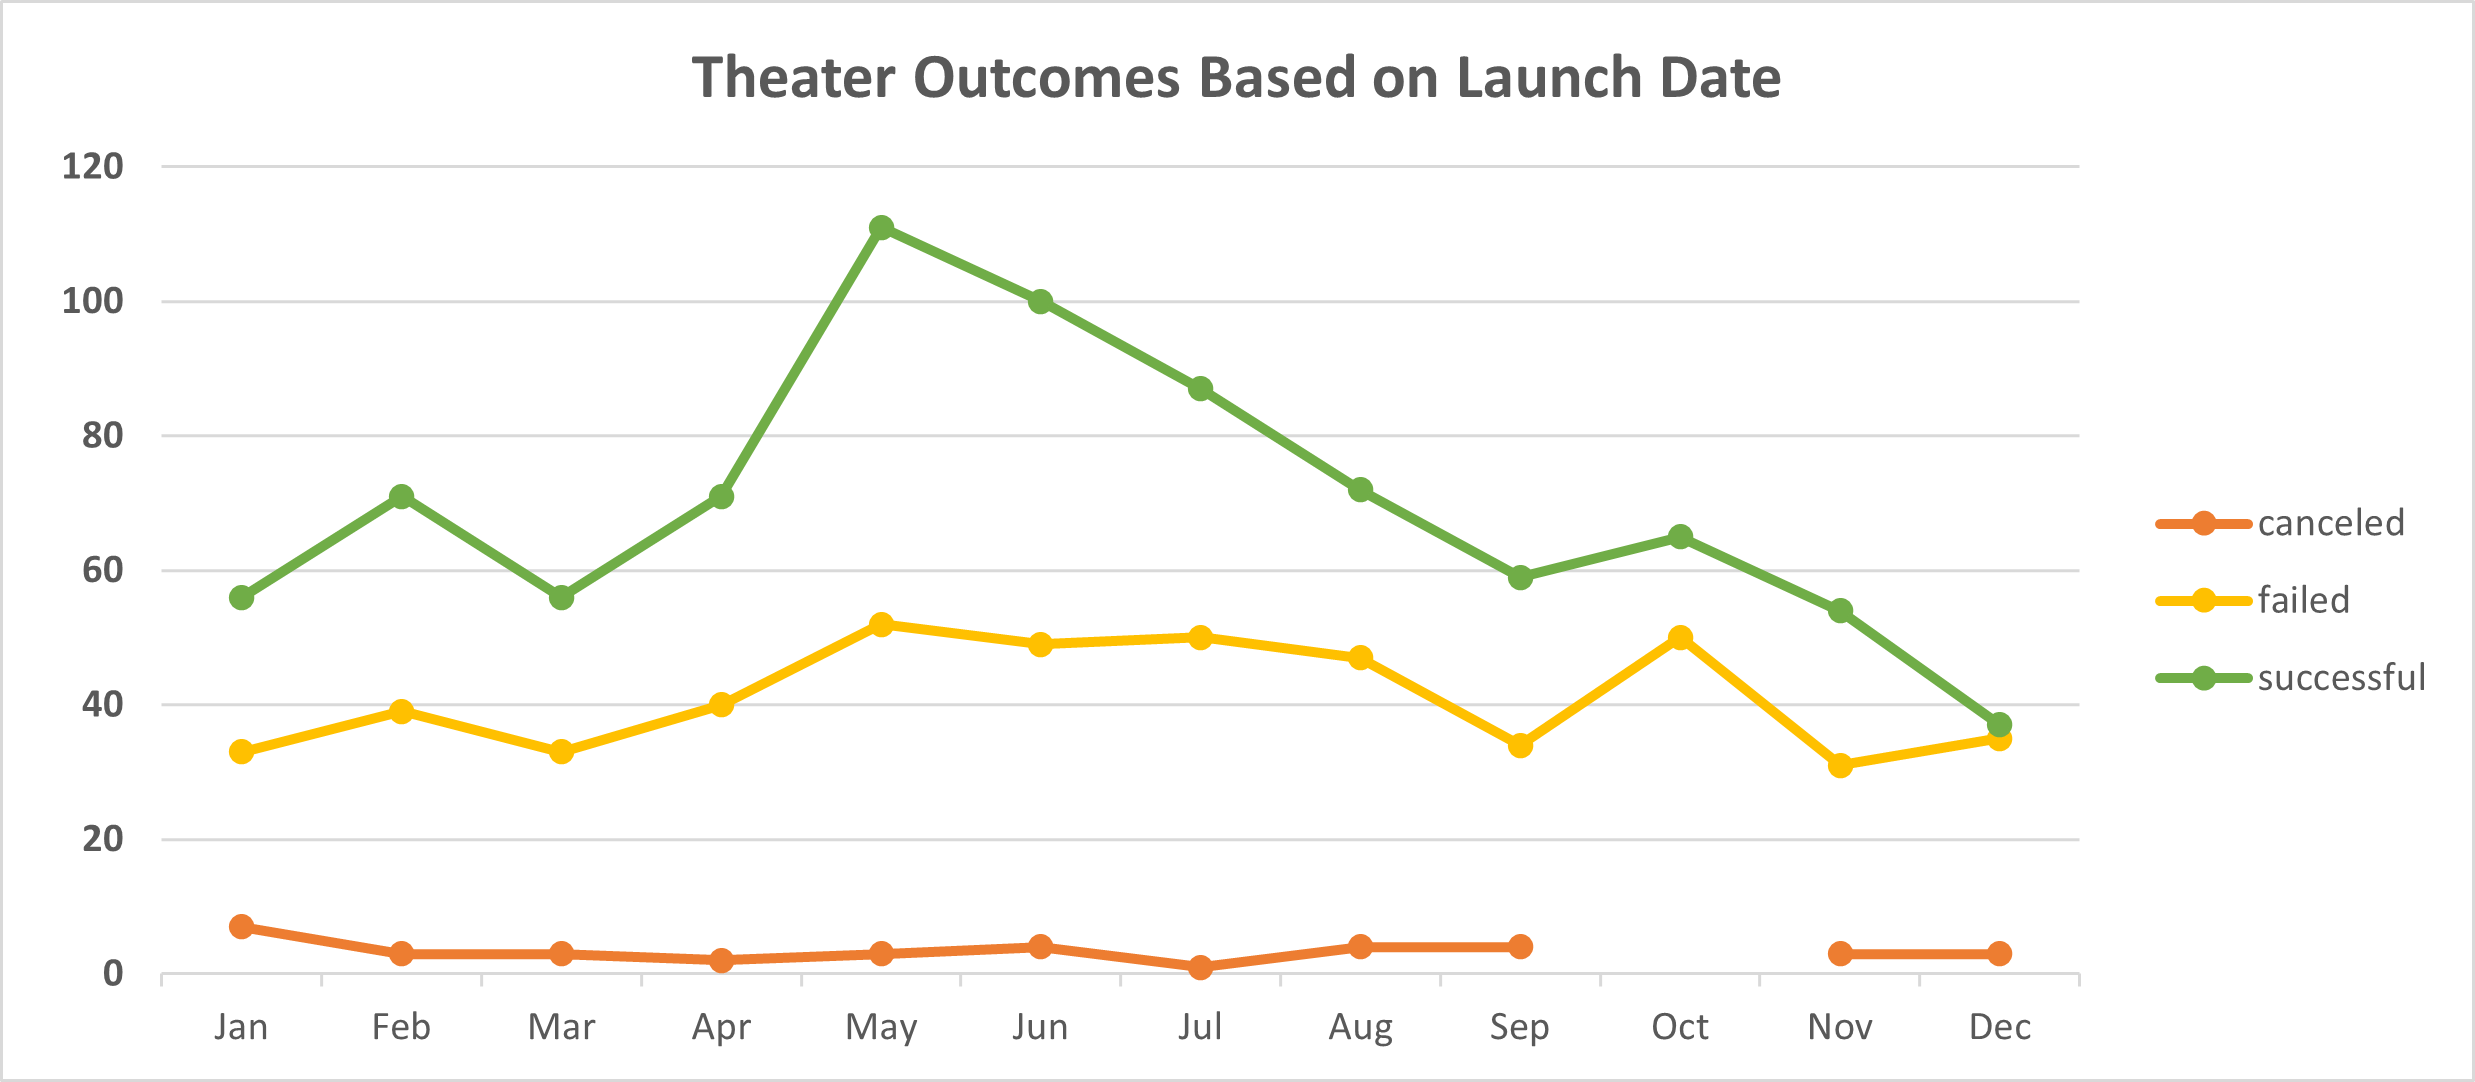 Theater Outcomes Based on Launch Date
120
100
80
60
40
20
0
Jan Feb Mar Apr May Jun Jul Aug Sep Oct Nov Dec
canceled
failed
successful